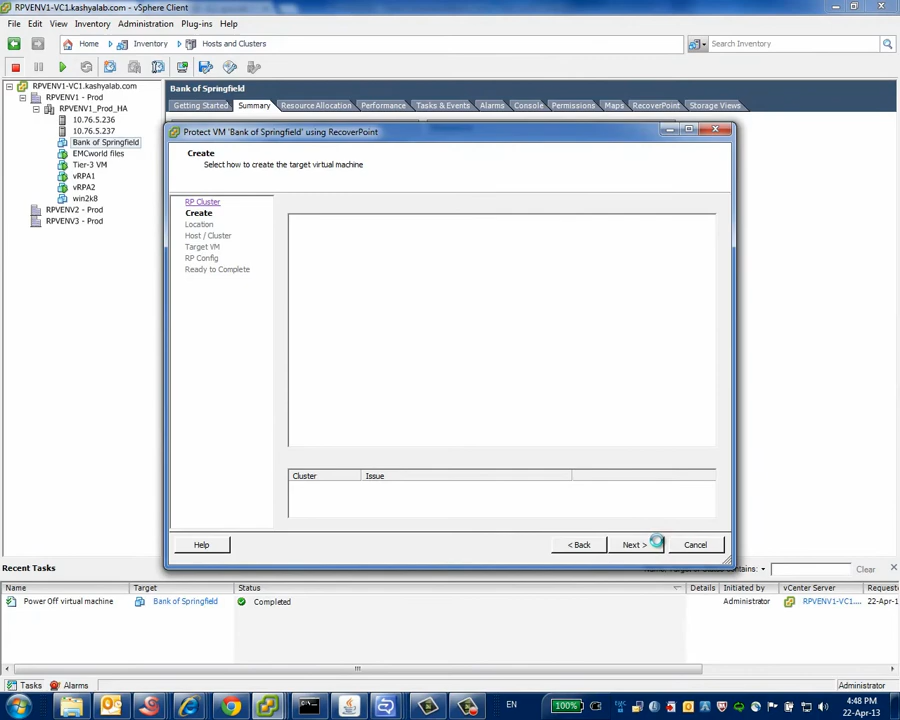 RPVENV1-VC1.kashyalab.com - vSphere Client
File Edit View Inventory Administration Plug-ins Help
Home Inventory Hosts and Clusters Search Inventory
RPVENV1-VC1.kashyalab.com
RPVENV1 - Prod
RPVENV1_Prod_HA
10.76.5.236
10.76.5.237
Bank of Springfield
EMCworld files
Tier-3 VM
vRPA1
vRPA2
win2k8
RPVENV2 - Prod
RPVENV3 - Prod
Bank of Springfield
Getting Started Summary Resource Allocation Performance Tasks & Events Alarms Console Permissions Maps RecoverPoint Storage Views
Protect VM 'Bank of Springfield' using RecoverPoint
Create
Select how to create the target virtual machine
RP Cluster
Create
Location
Host / Cluster
Target VM
RP Config
Ready to Complete
Cluster Issue
Help < Back Next > Cancel
Recent Tasks contains: Clear
Name Target Status Details Initiated by vCenter Server Requeste
Power Off virtual machine Bank of Springfield Completed Administrator RPVENV1-VC1.... 22-Apr-1
Tasks Alarms Administrator
EN 100% 4:48 PM
22-Apr-13